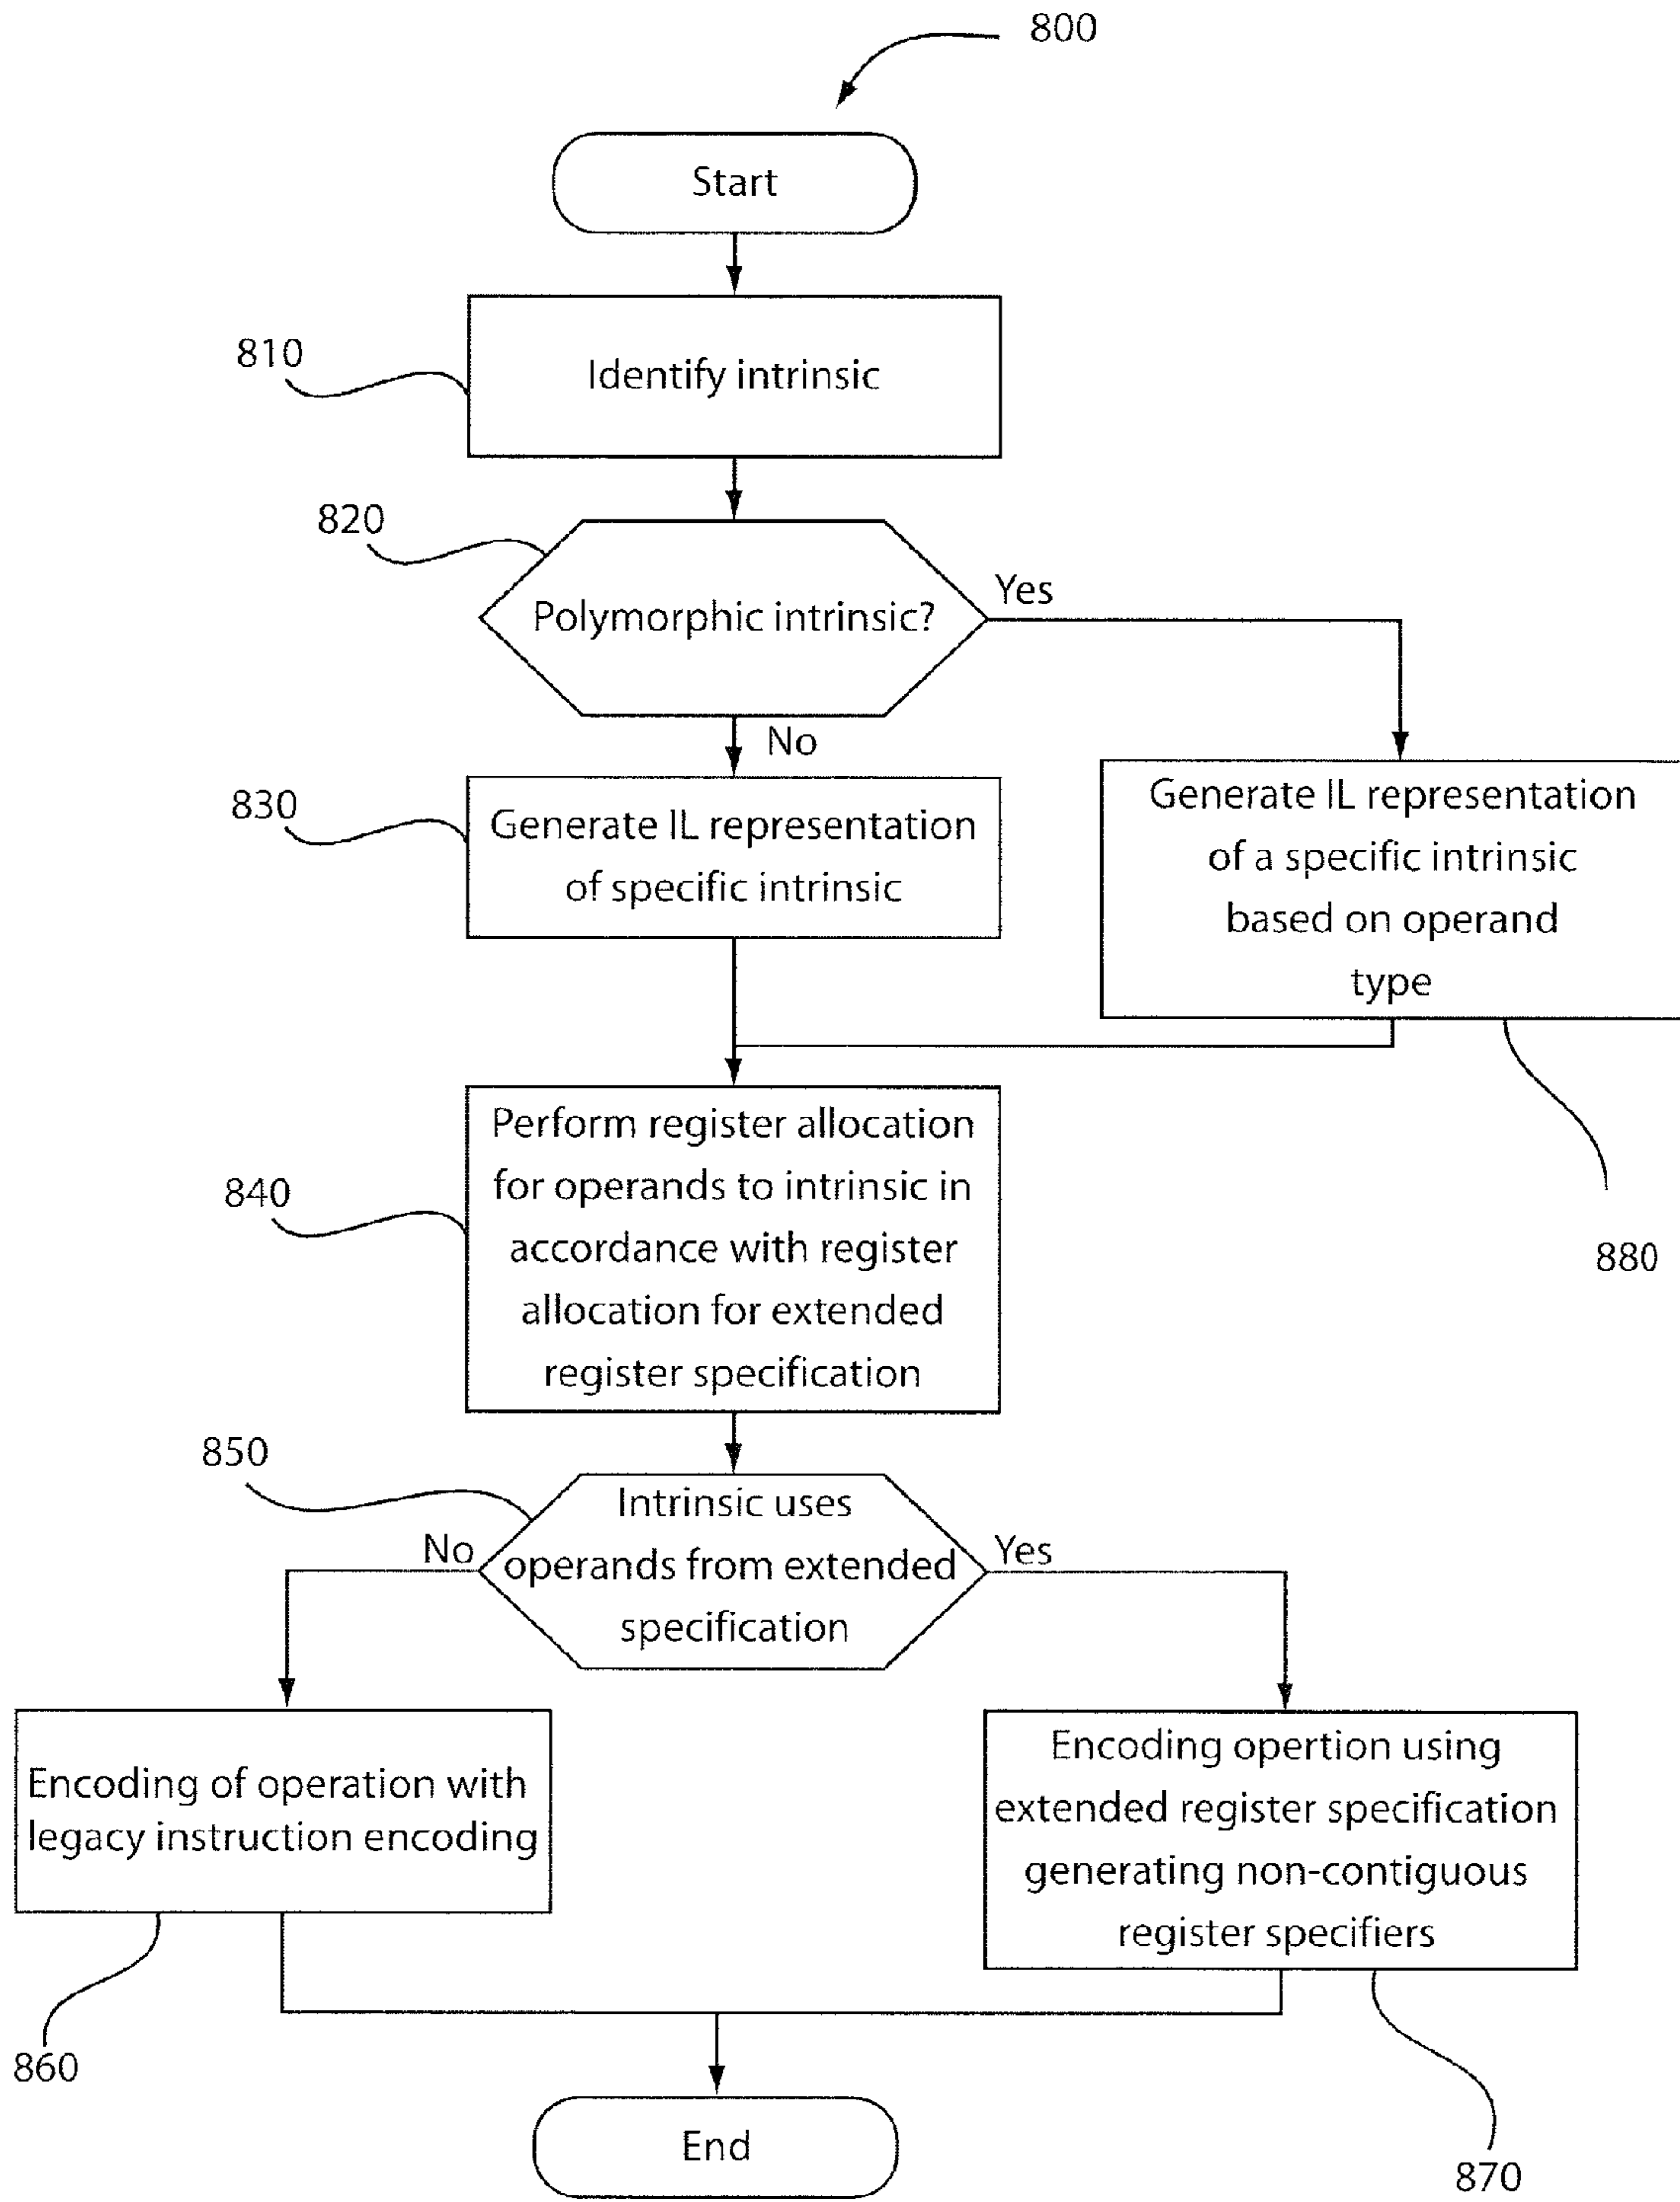 800
Start
810
Identify intrinsic
820
Polymorphic intrinsic?
Yes
No
830
Generate IL representation
of specific intrinsic
Generate IL representation
of a specific intrinsic
based on operand
type
880
840
Perform register allocation
for operands to intrinsic in
accordance with register
allocation for extended
register specification
850
Intrinsic uses
operands from extended
specification
No
Yes
Encoding of operation with
legacy instruction encoding
860
Encoding opertion using
extended register specification
generating non-contiguous
register specifiers
870
End